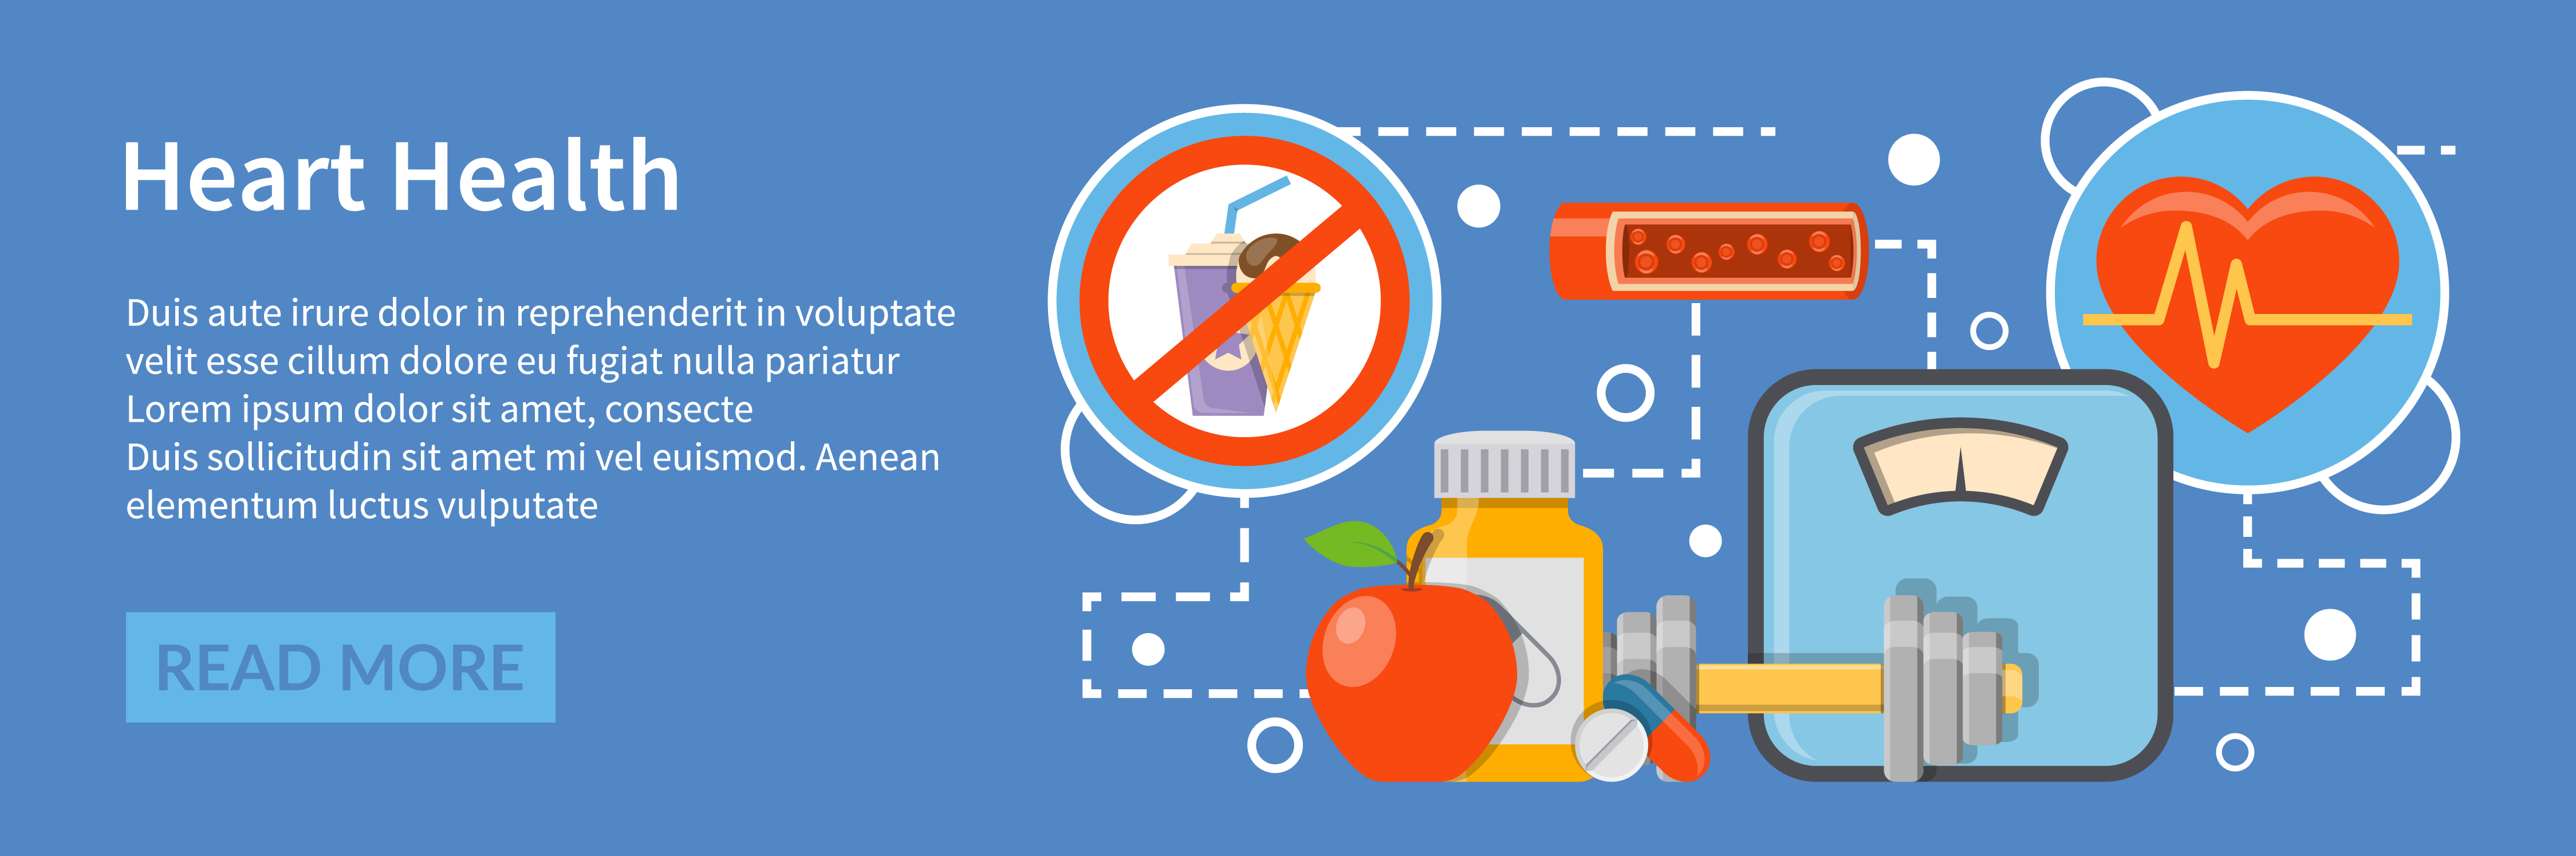 Heart Health
Duis aute irure dolor in reprehenderit in voluptate
velit esse cillum dolore eu fugiat nulla pariatur
Lorem ipsum dolor sit amet, consecte
Duis sollicitudin sit amet mi vel euismod. Aenean
elementum luctus vulputate
READ MORE